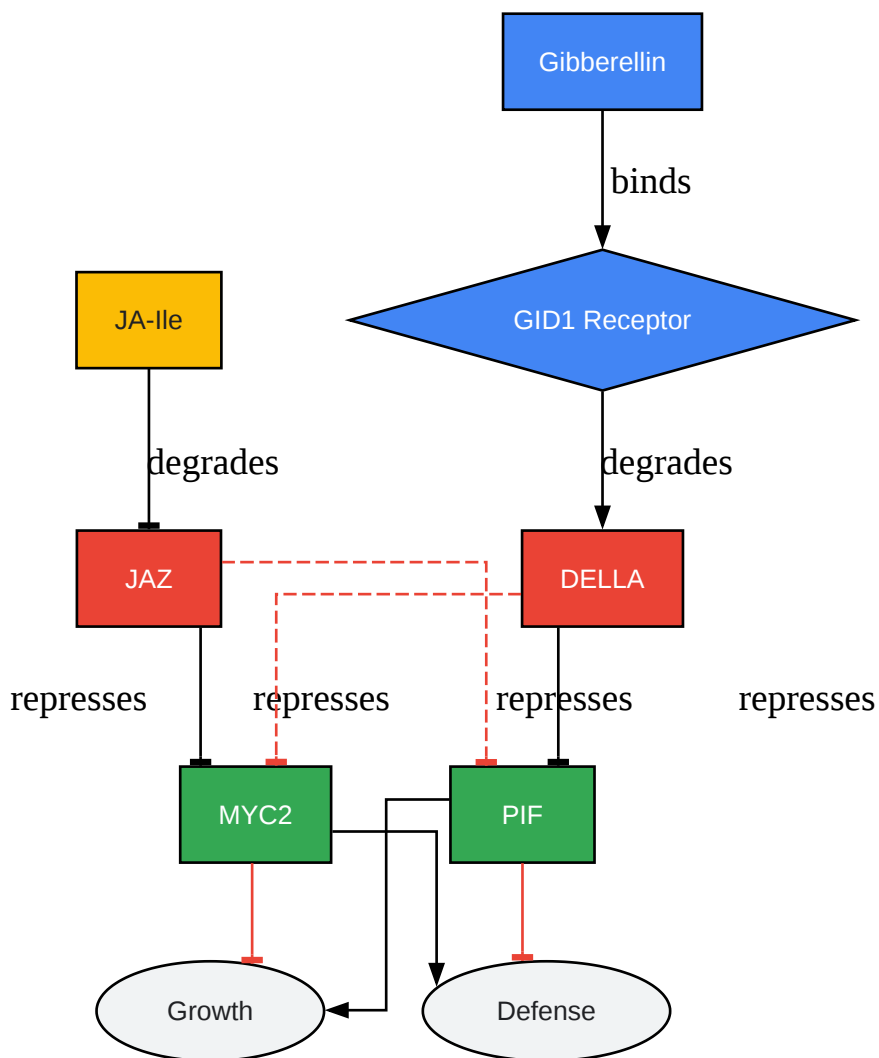 Gibberellin
binds
JA-Ile
GID1 Receptor
degrades
degrades
JAZ
DELLA
represses
represses
represses
represses
MYC2
PIF
Growth
Defense